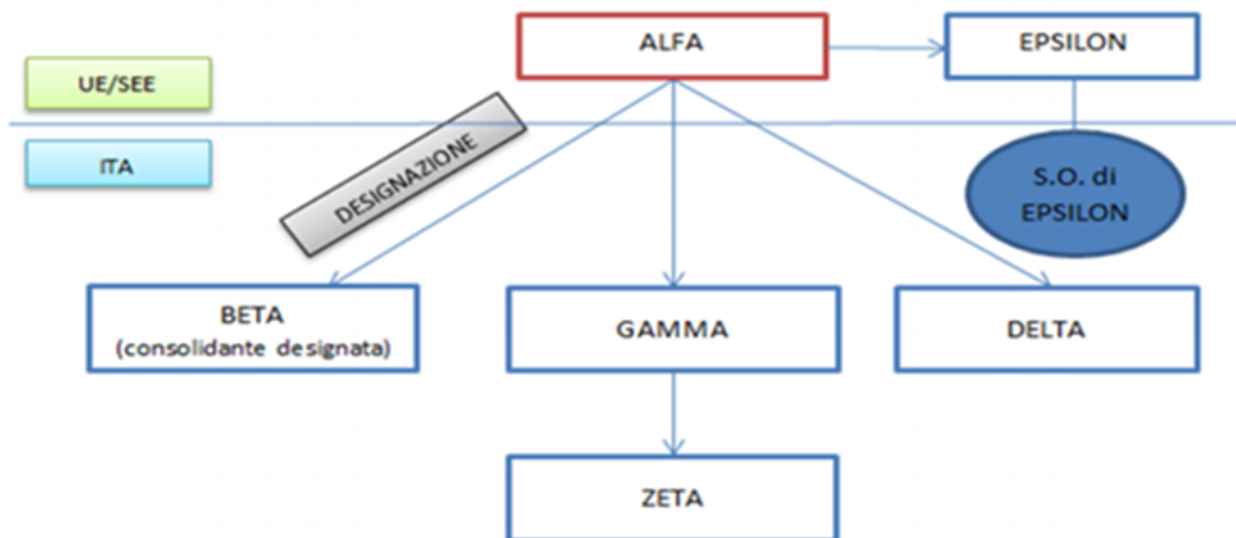 ALFA
EPSILON
UE/SEE
ITA
DESIGNAZIONE
S.O. di
EPSILON
BETA
(consolidante designata)
GAMMA
DELTA
ZETA